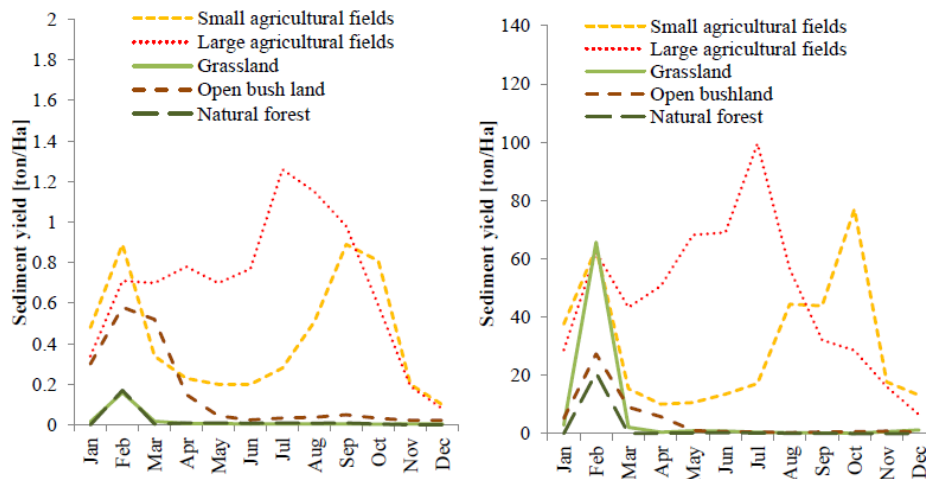 2
1.8
1.6
1.4
1.2
1
0.8
0.6
0.4
0.2
0
Sediment yield [ton/Ha]
Small agricultural fields
Large agricultural fields
Grassland
Open bush land
Natural forest
Jan Feb Mar Apr May Jun Jul Aug Sep Oct Nov Dec
140
120
100
80
60
40
20
0
Sediment yield [ton/Ha]
Small agricultural fields
Large agricultural fields
Grassland
Open bushland
Natural forest
Jan Feb Mar Apr May Jun Jul Aug Sep Oct Nov Dec